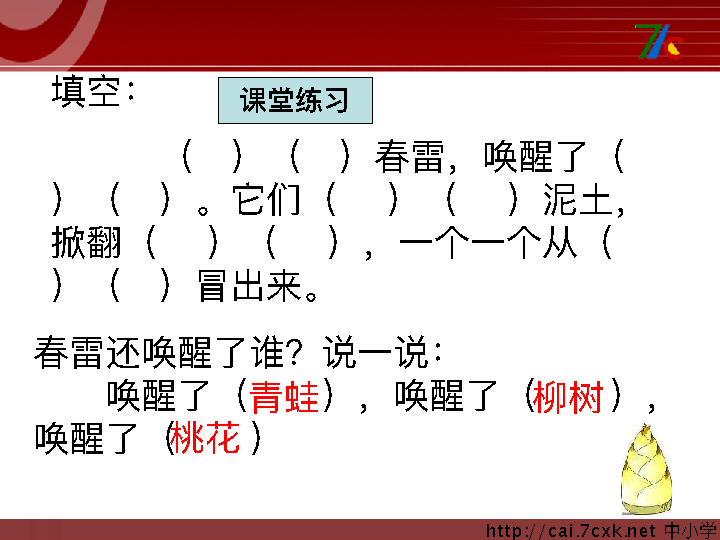 填空：
课堂练习
（　）（　）春雷，唤醒了（
）（　）。它们（　）（　）泥土，
掀翻（　）（　），一个一个从（
）（　）冒出来。
春雷还唤醒了谁？说一说：
唤醒了（青蛙），唤醒了（柳树），
唤醒了（桃花）
http://cai.7cxk.net 中小学